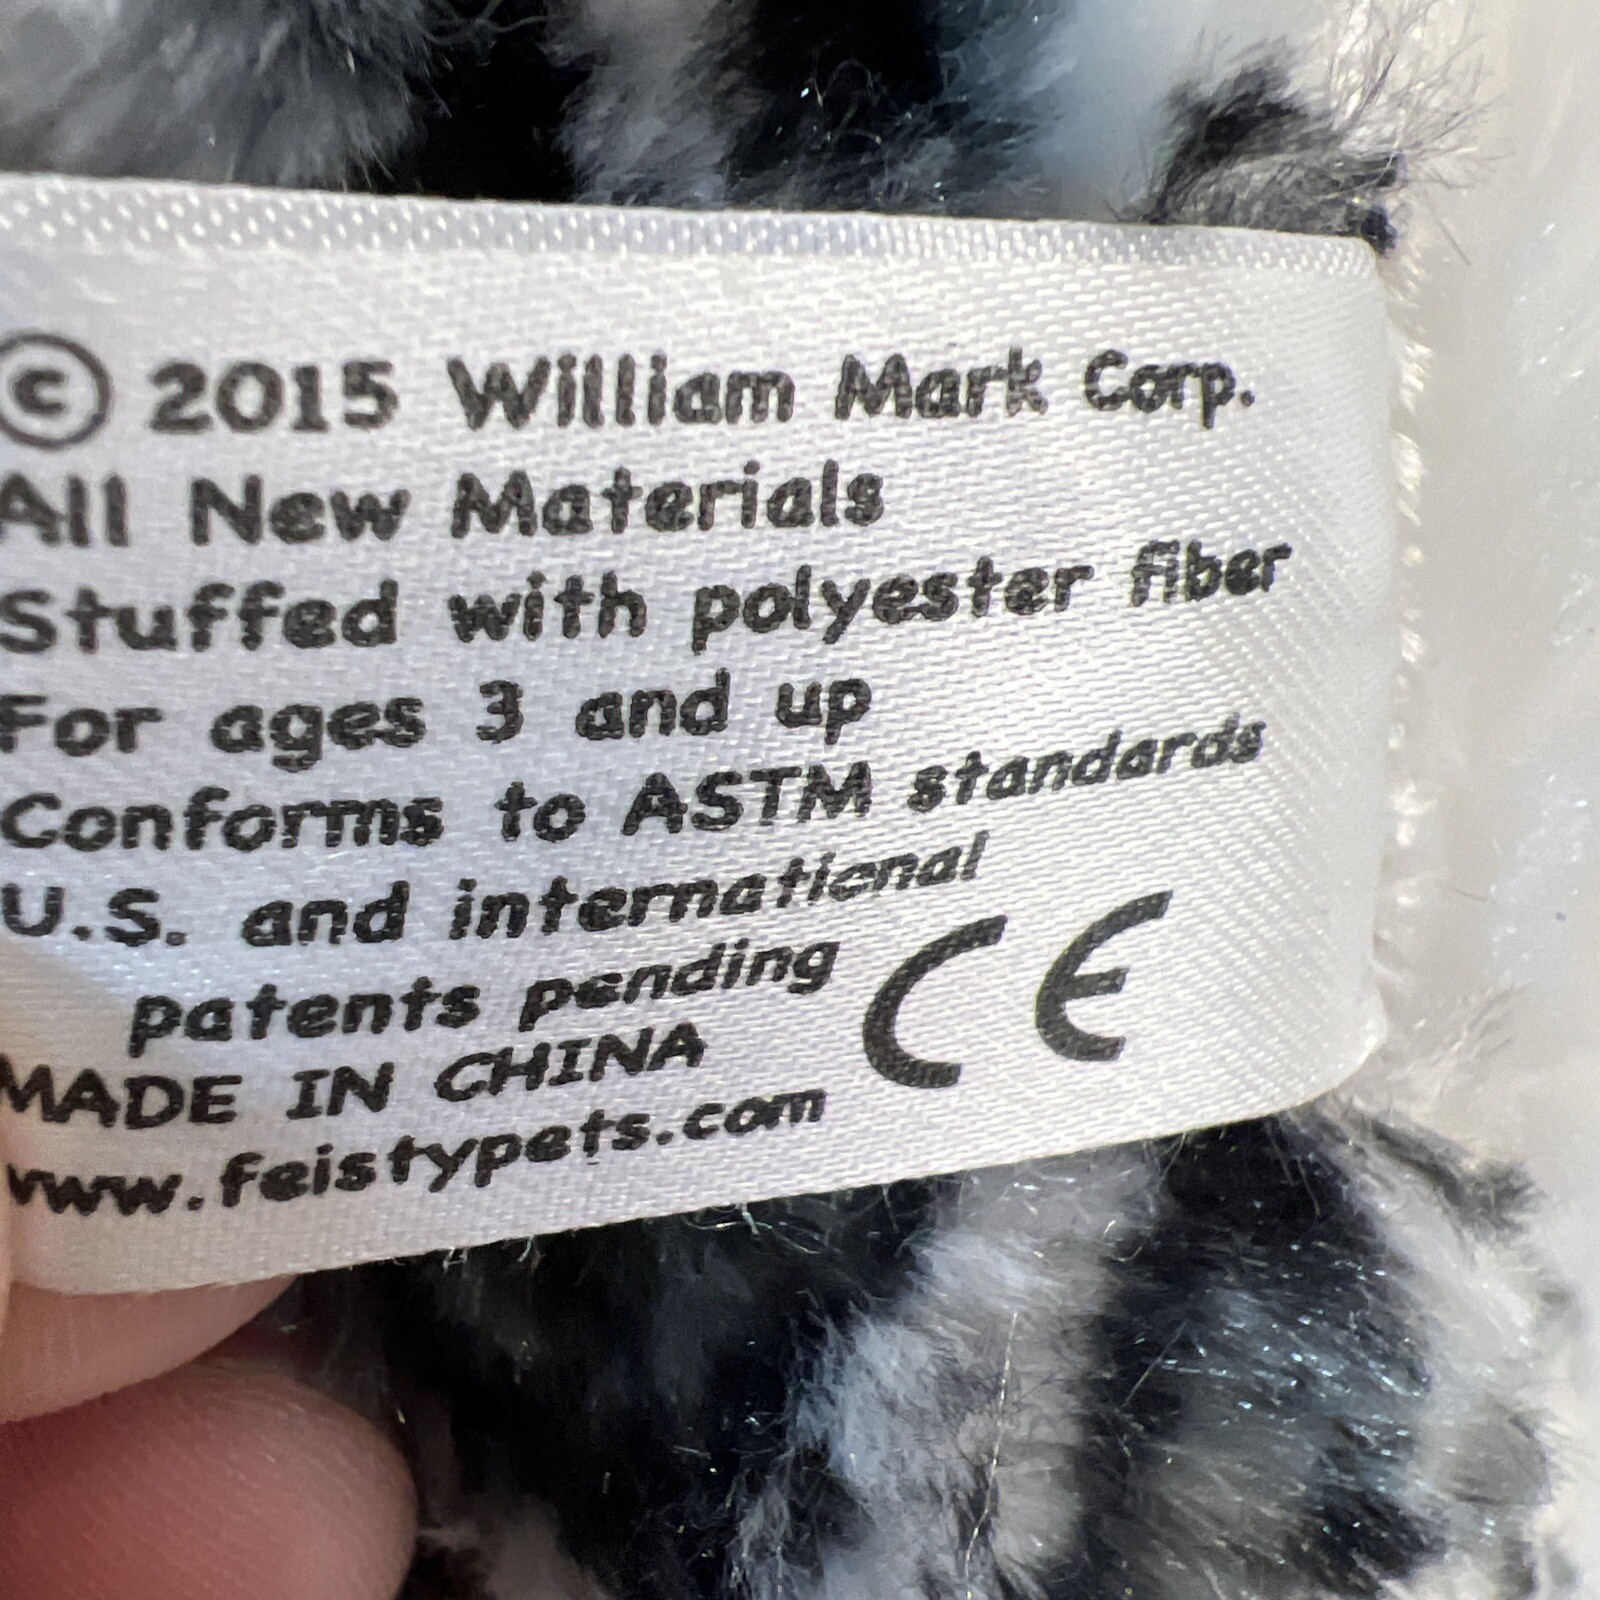 © 2015 William Mark Corp.
All New Materials
Stuffed with polyester fiber
For ages 3 and up
Conforms to ASTM standards
U.S. and international
patents pending
CE
MADE IN CHINA
www.feistypets.com